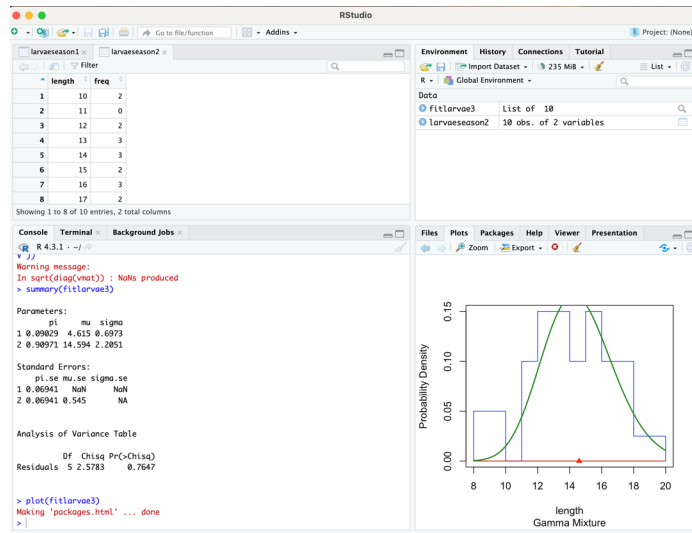 RStudio
Go to file/function
Addins
Project: (None)
larvaeseason1
larvaeseason2
Filter
length freq
1 10 2
2 11 0
3 12 2
4 13 3
5 14 3
6 15 2
7 16 3
8 17 2
Showing 1 to 8 of 10 entries, 2 total columns
Environment History Connections Tutorial
Import Dataset
235 MiB
List
R
Global Environment
Data
fitlarvae3 List of 10
larvaeseason2 10 obs. of 2 variables
Console Terminal Background Jobs
R 4.3.1 · ~/
Warning message:
In sqrt(diag(vmat)) : NaNs produced
> summary(fitlarvae3)
Parameters:
pi mu sigma
1 0.09029 4.615 0.6973
2 0.90971 14.594 2.2051
Standard Errors:
pi.se mu.se sigma.se
1 0.06941 NaN NaN
2 0.06941 0.545 NA
Analysis of Variance Table
Df Chisq Pr(>Chisq)
Residuals 5 2.5783 0.7647
> plot(fitlarvae3)
Making 'packages.html' ... done
>
Files Plots Packages Help Viewer Presentation
Zoom
Export
Probability Density
0.15
0.10
0.05
0.00
8 10 12 14 16 18 20
length
Gamma Mixture